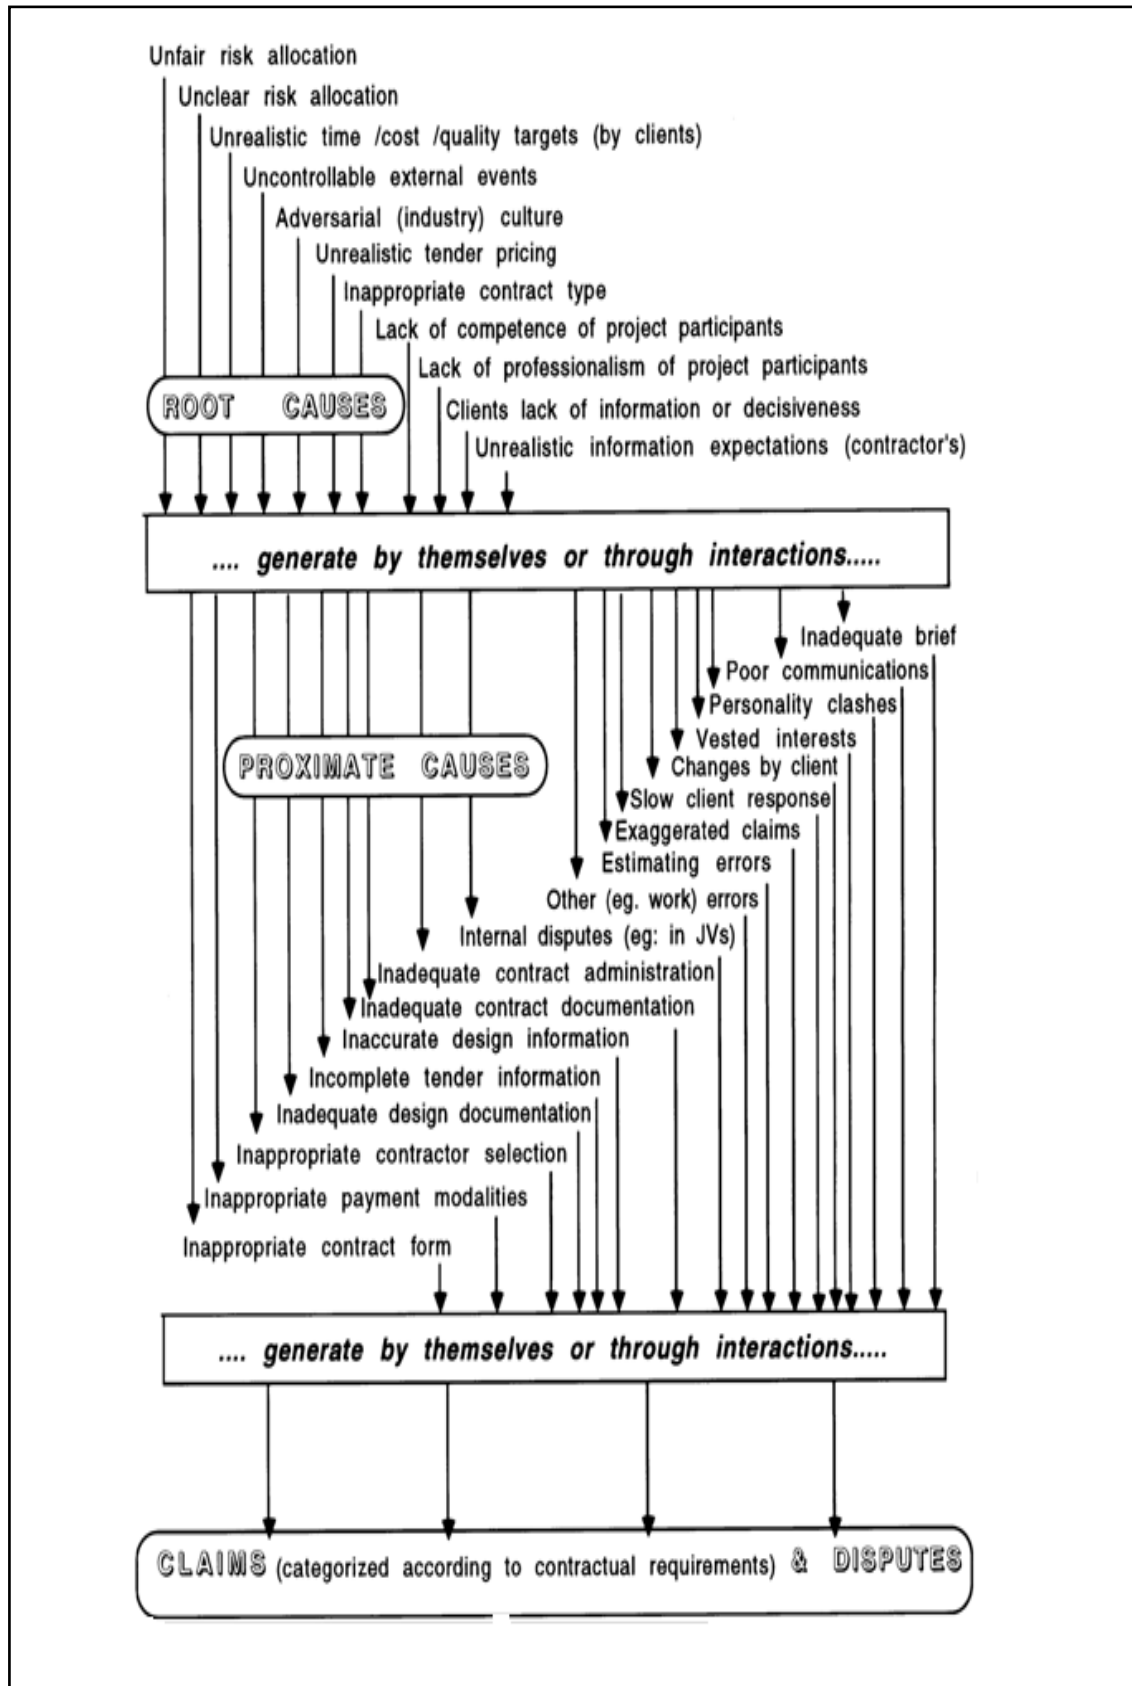 Unfair risk allocation
Unclear risk allocation
Unrealistic time /cost /quality targets (by clients)
Uncontrollable external events
Adversarial (industry) culture
Unrealistic tender pricing
Inappropriate contract type
Lack of competence of project participants
Lack of professionalism of project participants
ROOT CAUSES
Clients lack of information or decisiveness
Unrealistic information expectations (contractor's)
.... generate by themselves or through interactions.....
Inadequate brief
Poor communications
Personality clashes
Vested interests
PROXIMATE CAUSES
Changes by client
Slow client response
Exaggerated claims
Estimating errors
Other (eg. work) errors
Internal disputes (eg: in JVs)
Inadequate contract administration
Inadequate contract documentation
Inaccurate design information
Incomplete tender information
Inadequate design documentation
Inappropriate contractor selection
Inappropriate payment modalities
Inappropriate contract form
.... generate by themselves or through interactions.....
CLAIMS (categorized according to contractual requirements) & DISPUTES